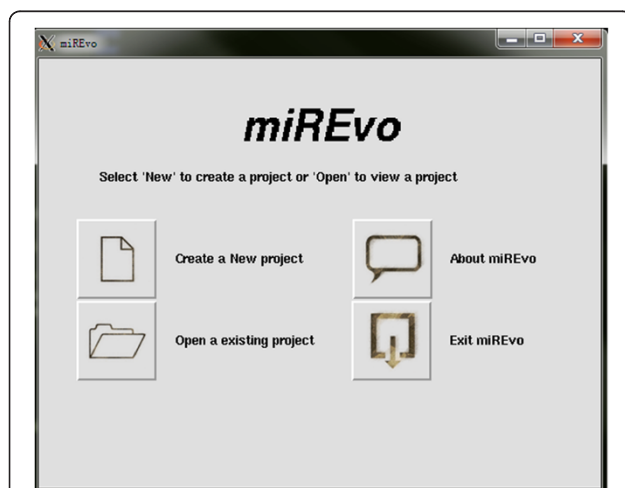 miREvo
miREvo
Select 'New' to create a project or 'Open' to view a project
Create a New project
About miREvo
Open a existing project
Exit miREvo